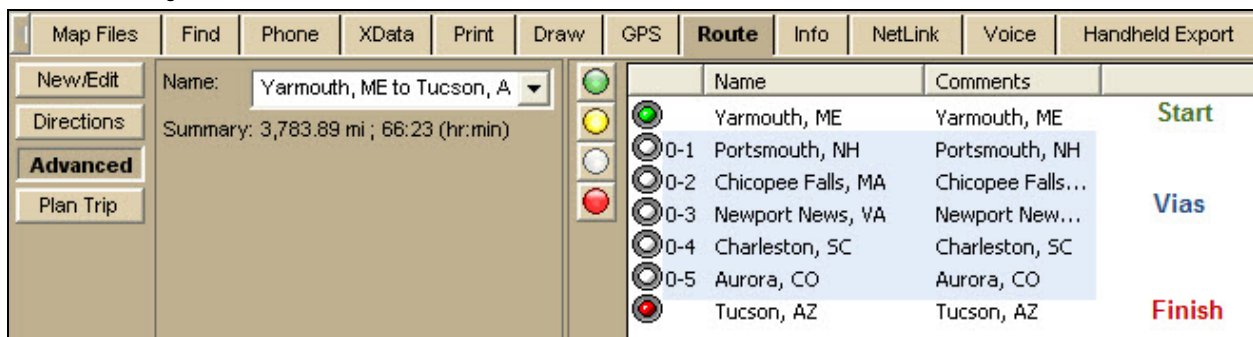 Map Files Find Phone XData Print Draw GPS Route Info NetLink Voice Handheld Export
New/Edit
Directions
Advanced
Plan Trip
Name: Yarmouth, ME to Tucson, A
Summary: 3,783.89 mi ; 66:23 (hr:min)
Name Comments
Yarmouth, ME Yarmouth, ME Start
0-1 Portsmouth, NH Portsmouth, NH
0-2 Chicopee Falls, MA Chicopee Falls...
0-3 Newport News, VA Newport New... Vias
0-4 Charleston, SC Charleston, SC
0-5 Aurora, CO Aurora, CO
Tucson, AZ Tucson, AZ Finish